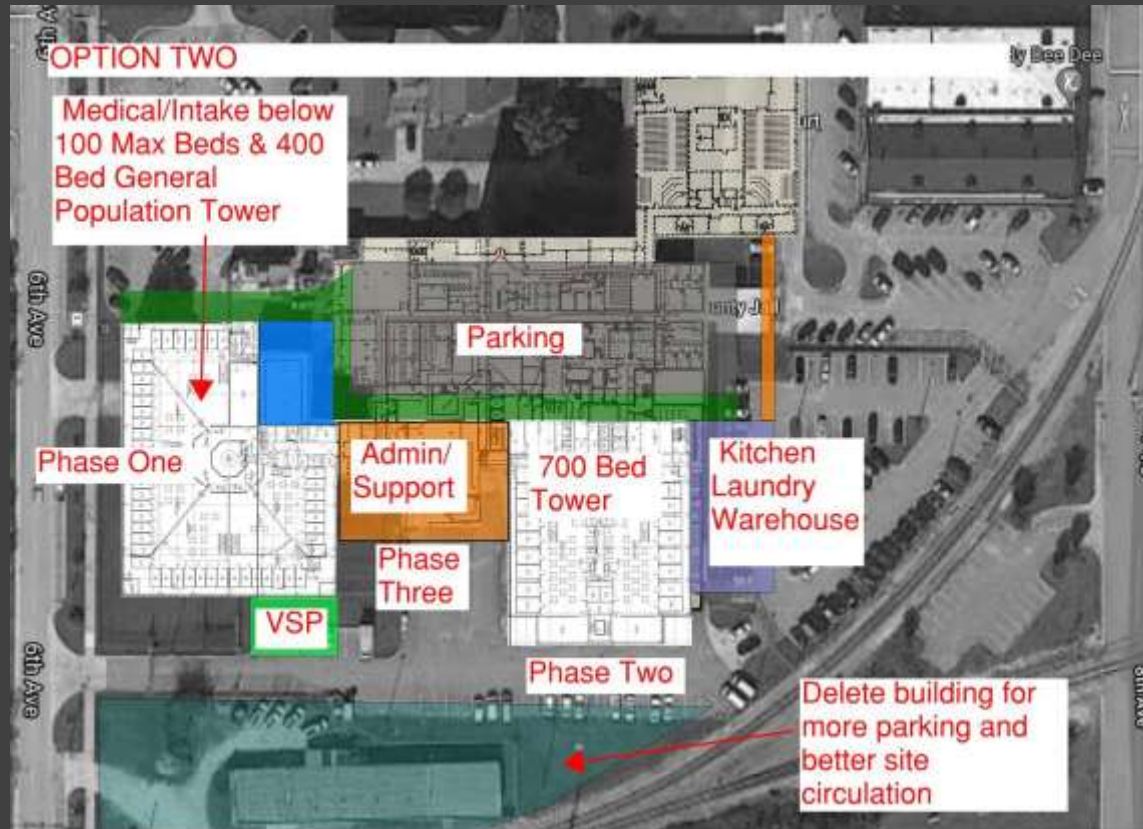 OPTION TWO
Medical/Intake below
100 Max Beds & 400
Bed General
Population Tower
6th Ave
Parking
Phase One
Admin/
Support
700 Bed
Tower
Kitchen
Laundry
Warehouse
Phase
Three
VSP
6th Ave
Phase Two
Delete building for
more parking and
better site
circulation